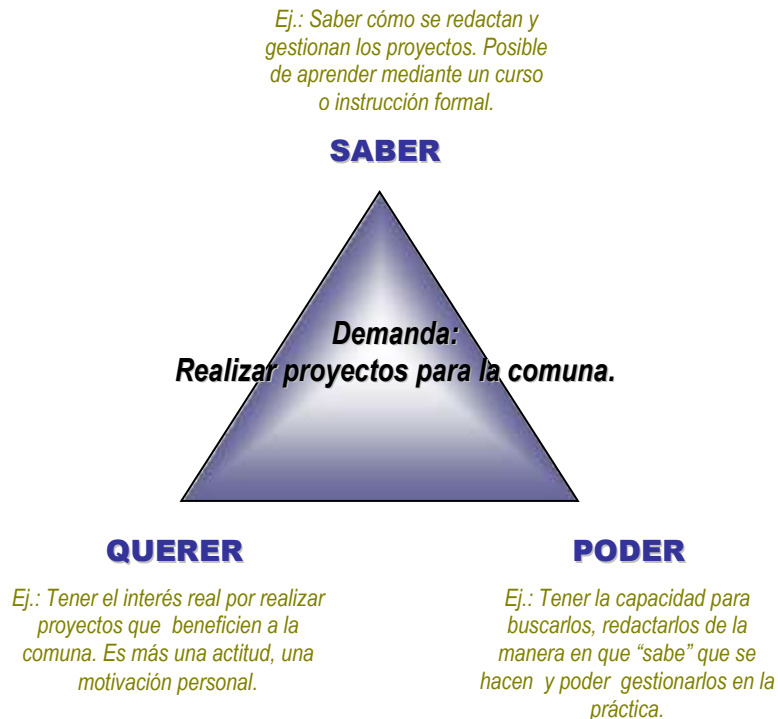 Ej.: Saber cómo se redactan y
gestionan los proyectos. Posible
de aprender mediante un curso
o instrucción formal.
SABER
Demanda:
Realizar proyectos para la comuna.
QUERER
Ej.: Tener el interés real por realizar
proyectos que beneficien a la
comuna. Es más una actitud, una
motivación personal.
PODER
Ej.: Tener la capacidad para
buscarlos, redactarlos de la
manera en que “sabe” que se
hacen y poder gestionarlos en la
práctica.